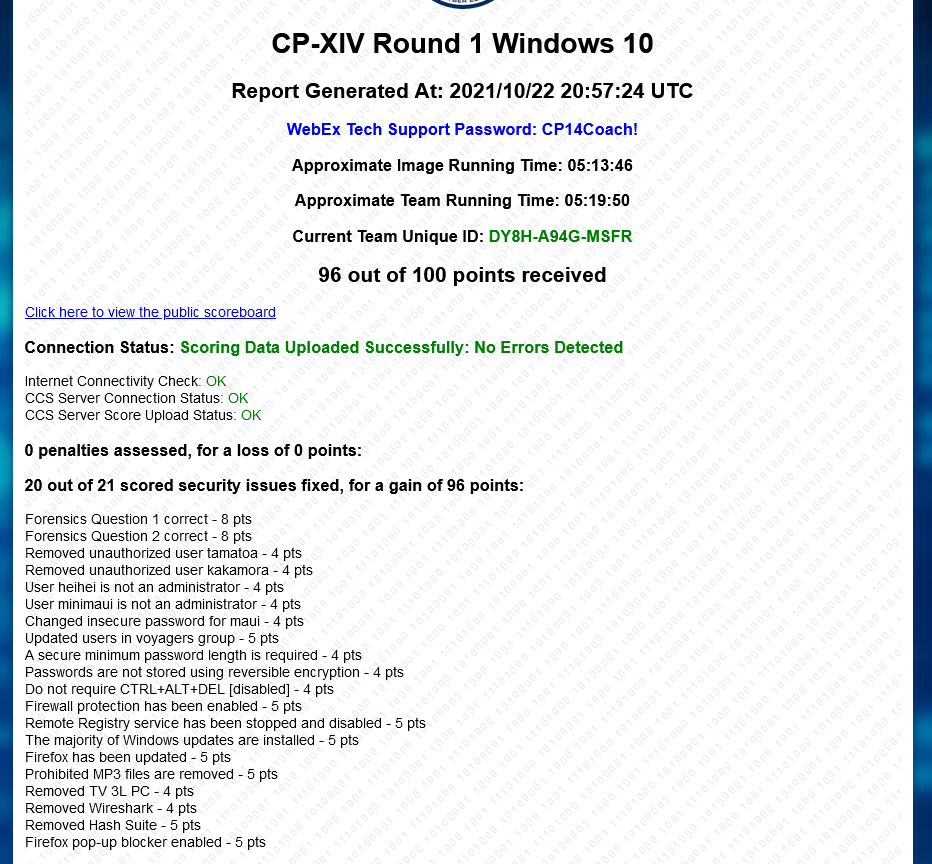 CP-XIV Round 1 Windows 10
Report Generated At: 2021/10/22 20:57:24 UTC
WebEx Tech Support Password: CP14Coach!
Approximate Image Running Time: 05:13:46
Approximate Team Running Time: 05:19:50
Current Team Unique ID: DY8H-A94G-MSFR
96 out of 100 points received
Click here to view the public scoreboard
Connection Status: Scoring Data Uploaded Successfully: No Errors Detected
Internet Connectivity Check: OK
CCS Server Connection Status: OK
CCS Server Score Upload Status: OK
0 penalties assessed, for a loss of 0 points:
20 out of 21 scored security issues fixed, for a gain of 96 points:
Forensics Question 1 correct - 8 pts
Forensics Question 2 correct - 8 pts
Removed unauthorized user tamatoa - 4 pts
Removed unauthorized user kakamora - 4 pts
User heihei is not an administrator - 4 pts
User minimaui is not an administrator - 4 pts
Changed insecure password for maui - 4 pts
Updated users in voyagers group - 5 pts
A secure minimum password length is required - 4 pts
Passwords are not stored using reversible encryption - 4 pts
Do not require CTRL+ALT+DEL [disabled] - 4 pts
Firewall protection has been enabled - 5 pts
Remote Registry service has been stopped and disabled - 5 pts
The majority of Windows updates are installed - 5 pts
Firefox has been updated - 5 pts
Prohibited MP3 files are removed - 5 pts
Removed TV 3L PC - 4 pts
Removed Wireshark - 4 pts
Removed Hash Suite - 5 pts
Firefox pop-up blocker enabled - 5 pts